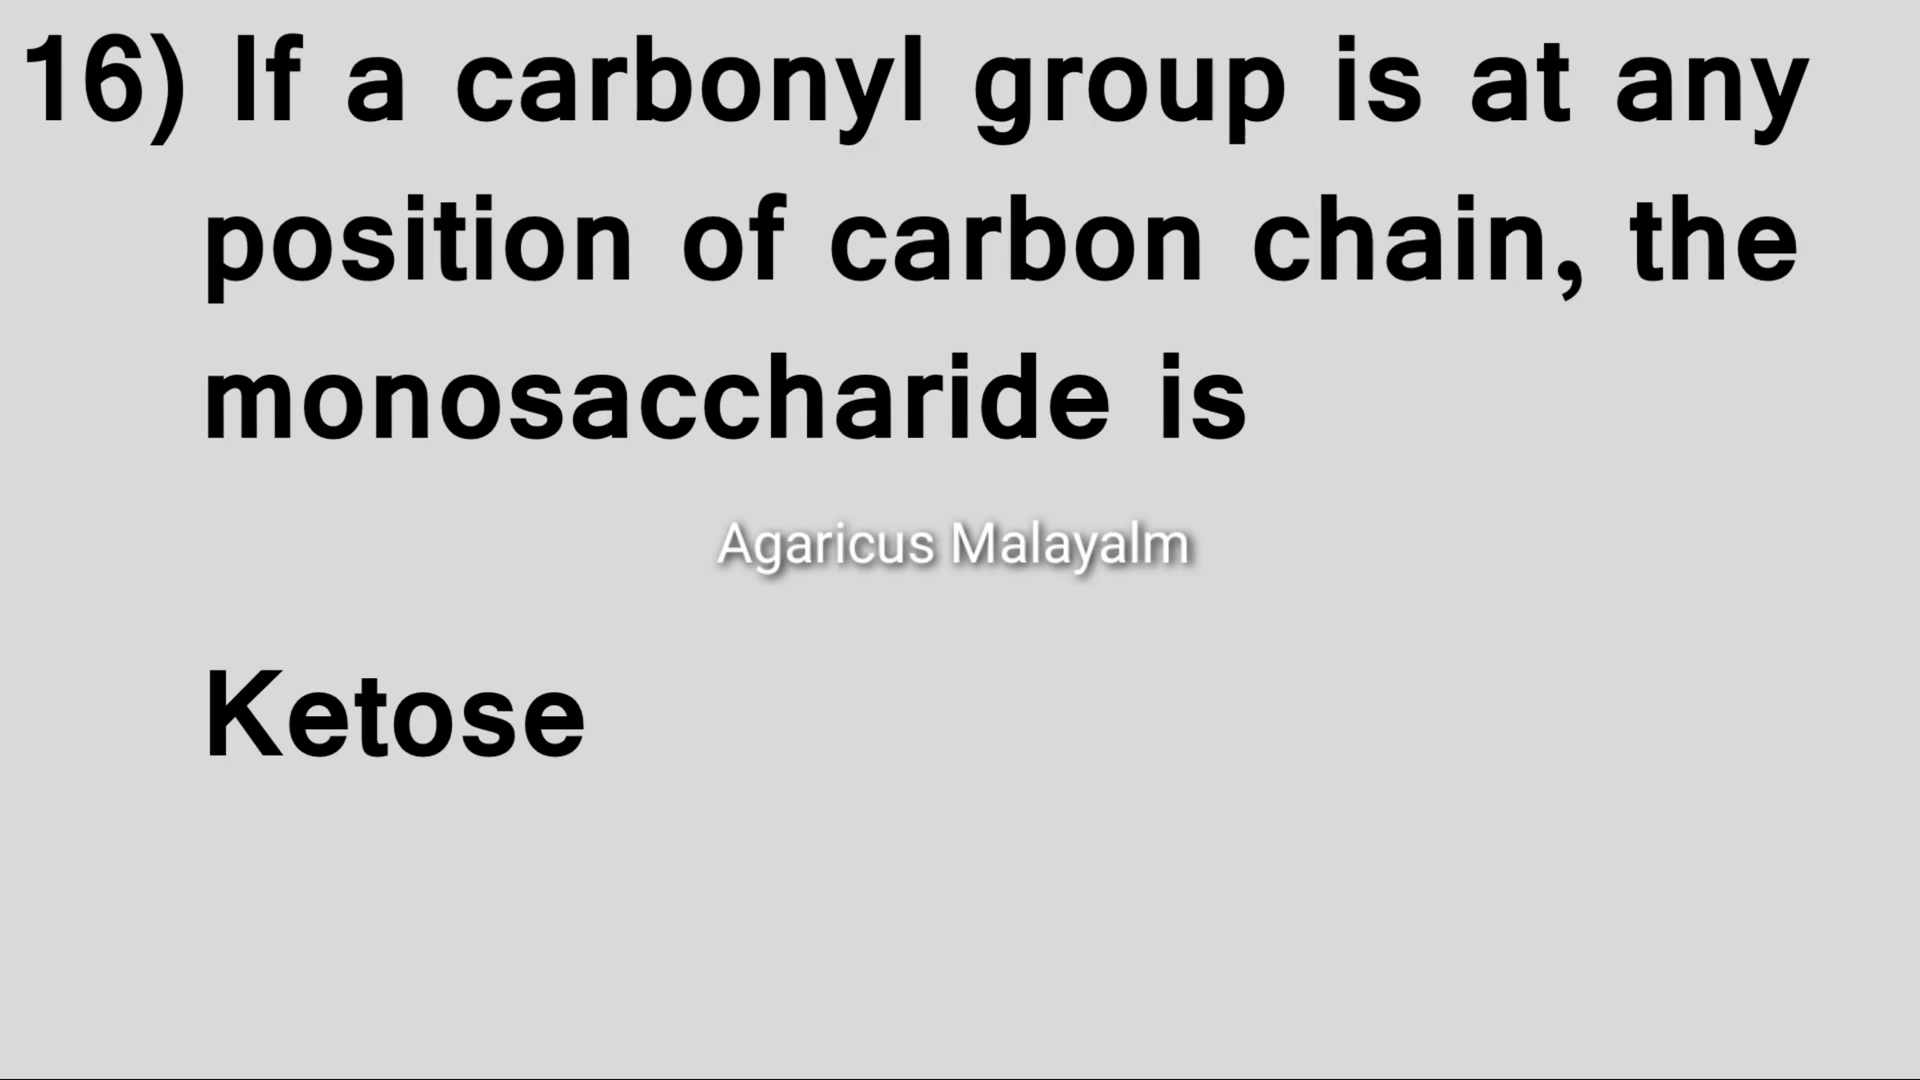 16) If a carbonyl group is at any
position of carbon chain, the
monosaccharide is
Agaricus Malayalm
Ketose